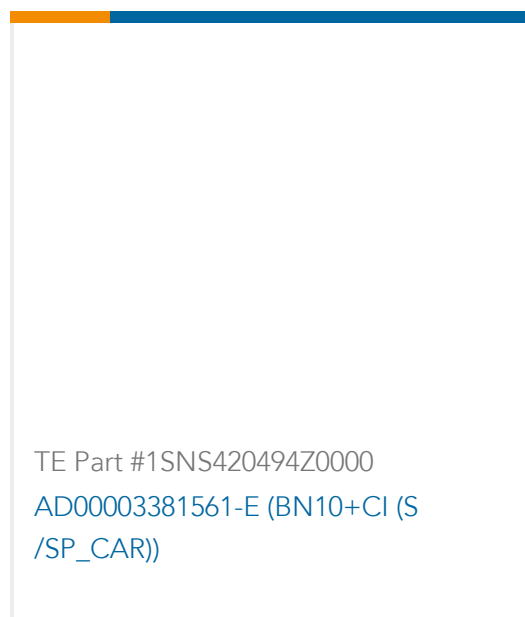 TE Part #1SNS420494Z0000
AD00003381561-E (BN10+CI (S
/SP_CAR))